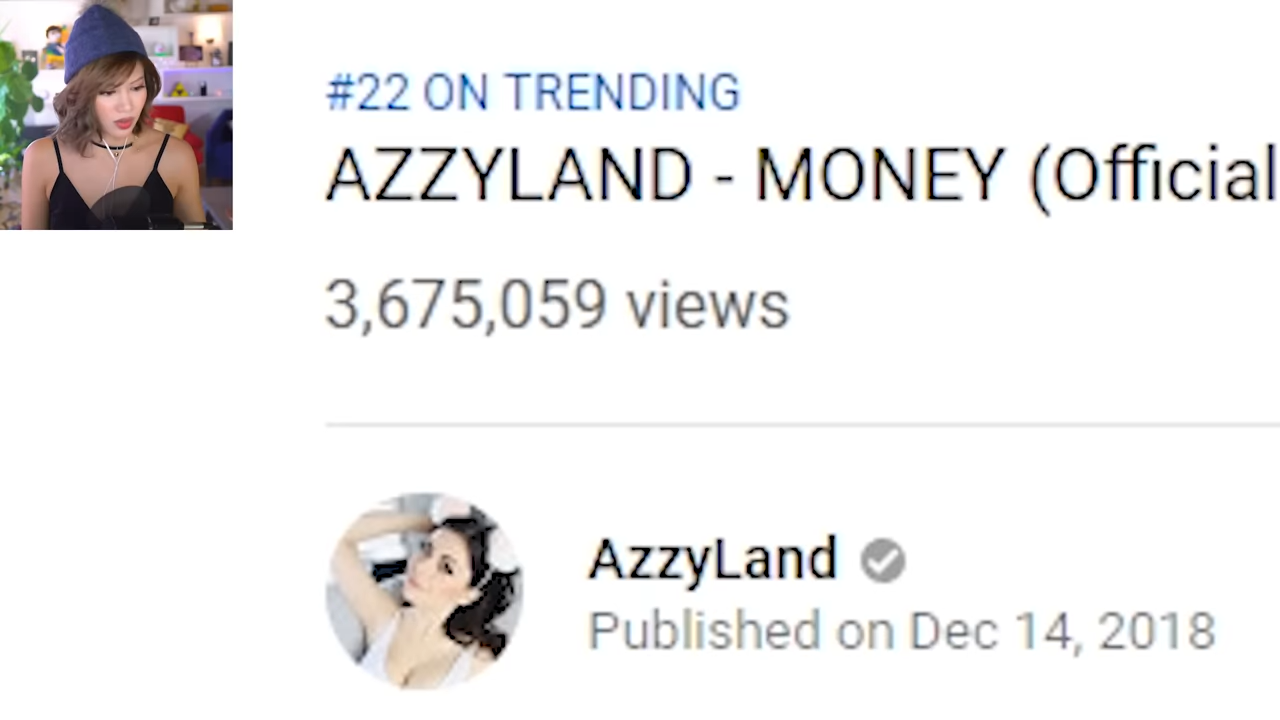 #22 ON TRENDING
AZZYLAND - MONEY (Official
3,675,059 views
AzzyLand
Published on Dec 14, 2018